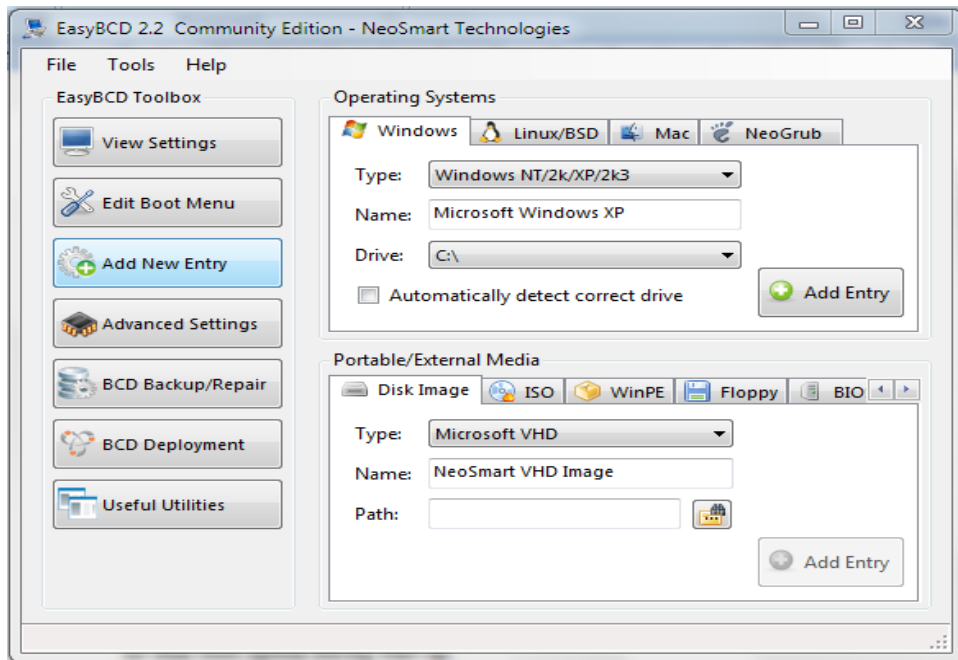 EasyBCD 2.2 Community Edition - NeoSmart Technologies
File Tools Help
EasyBCD Toolbox
View Settings
Edit Boot Menu
Add New Entry
Advanced Settings
BCD Backup/Repair
BCD Deployment
Useful Utilities
Operating Systems
Windows Linux/BSD Mac NeoGrub
Type: Windows NT/2k/XP/2k3
Name: Microsoft Windows XP
Drive: C:\
Automatically detect correct drive
Add Entry
Portable/External Media
Disk Image ISO WinPE Floppy BIO
Type: Microsoft VHD
Name: NeoSmart VHD Image
Path:
Add Entry